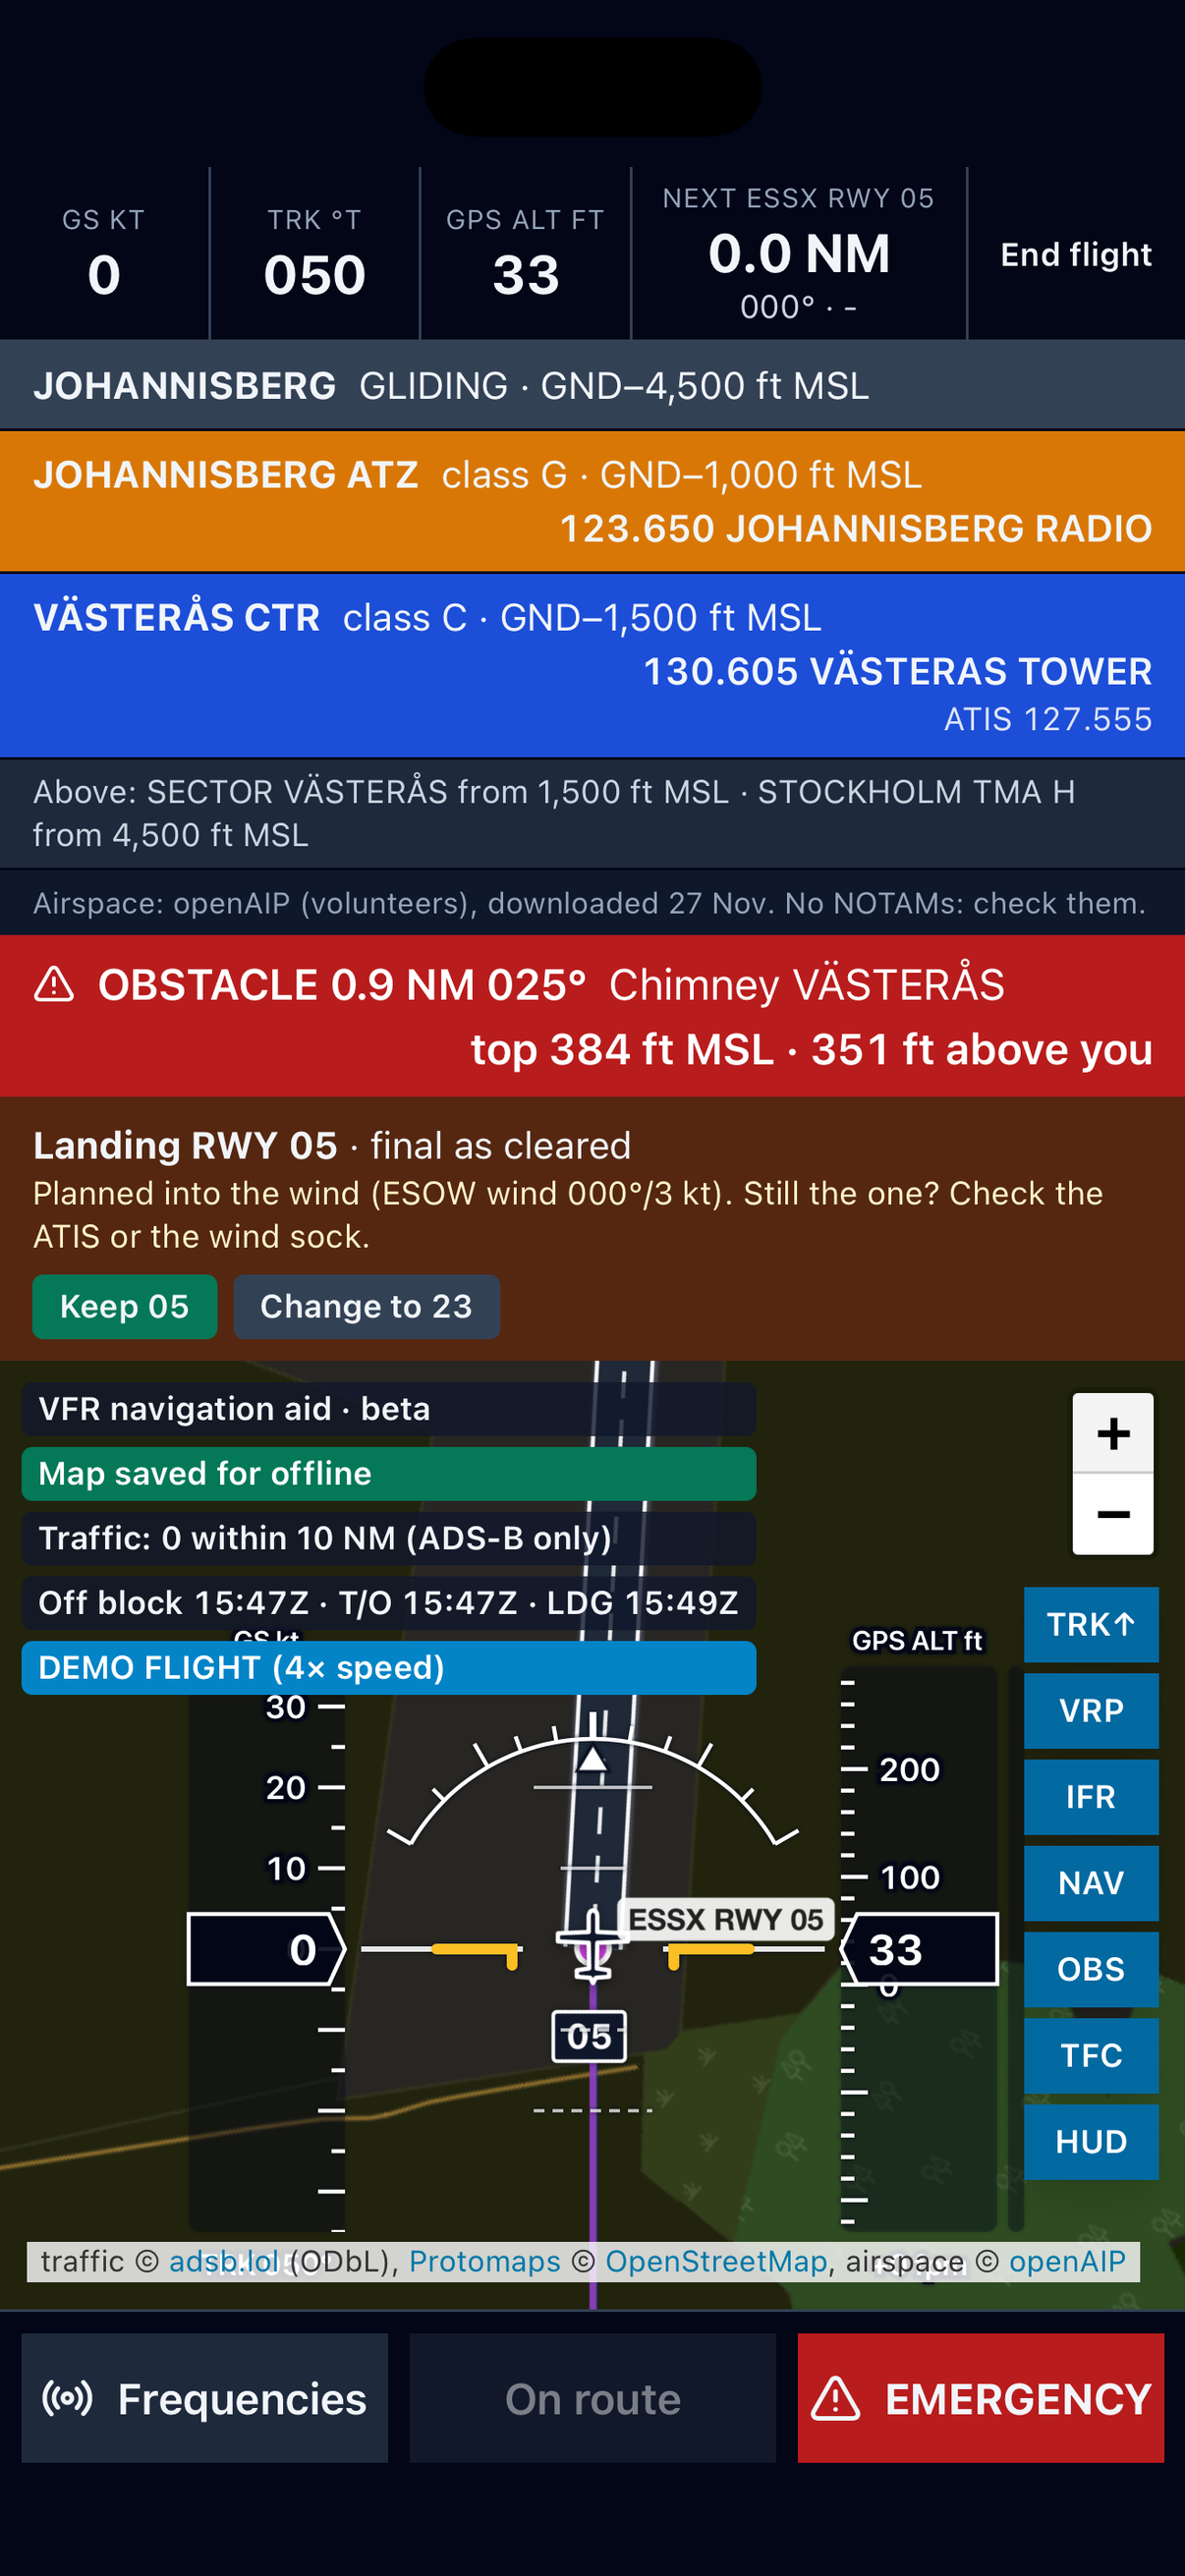 GS KT
0
TRK °T
050
GPS ALT FT
33
NEXT ESSX RWY 05
0.0 NM
000° · -
End flight
JOHANNISBERG GLIDING · GND–4,500 ft MSL
JOHANNISBERG ATZ class G · GND–1,000 ft MSL
123.650 JOHANNISBERG RADIO
VÄSTERÅS CTR class C · GND–1,500 ft MSL
130.605 VÄSTERAS TOWER
ATIS 127.555
Above: SECTOR VÄSTERÅS from 1,500 ft MSL · STOCKHOLM TMA H
from 4,500 ft MSL
Airspace: openAIP (volunteers), downloaded 27 Nov. No NOTAMs: check them.
OBSTACLE 0.9 NM 025° Chimney VÄSTERÅS
top 384 ft MSL · 351 ft above you
Landing RWY 05 · final as cleared
Planned into the wind (ESOW wind 000°/3 kt). Still the one? Check the
ATIS or the wind sock.
Keep 05
Change to 23
VFR navigation aid · beta
+
Map saved for offline
−
Traffic: 0 within 10 NM (ADS-B only)
Off block 15:47Z · T/O 15:47Z · LDG 15:49Z
TRK↑
GS kt
GPS ALT ft
DEMO FLIGHT (4× speed)
30
VRP
20
200
IFR
10
100
NAV
ESSX RWY 05
0
33
0
OBS
05
TFC
HUD
traffic © adsb.lol (ODbL), Protomaps © OpenStreetMap, airspace © openAIP
Frequencies
On route
EMERGENCY